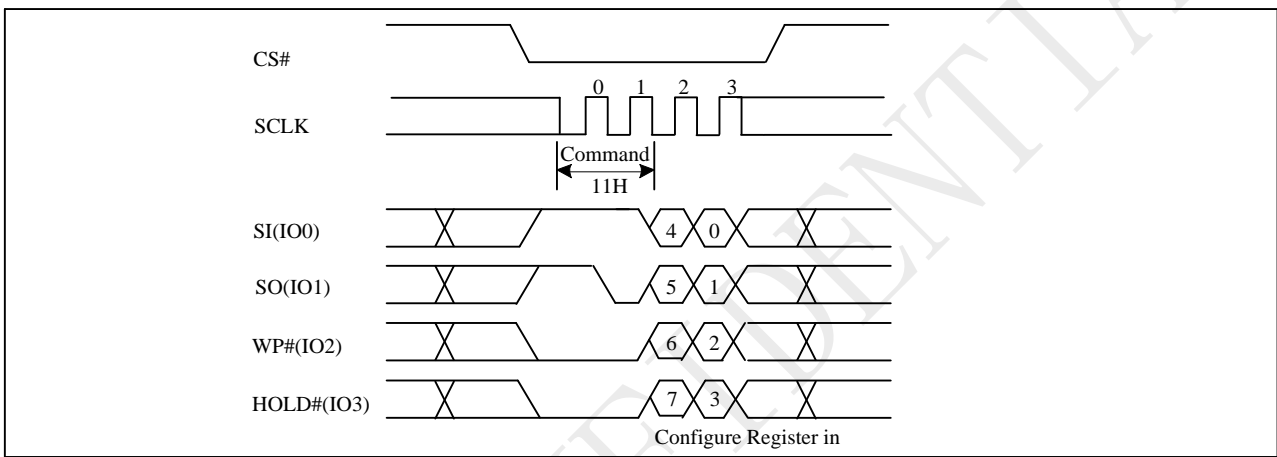 CS#
0 1 2 3
SCLK
Command
11H
SI(IO0) 4 0
SO(IO1) 5 1
WP#(IO2) 6 2
HOLD#(IO3) 7 3
Configure Register in